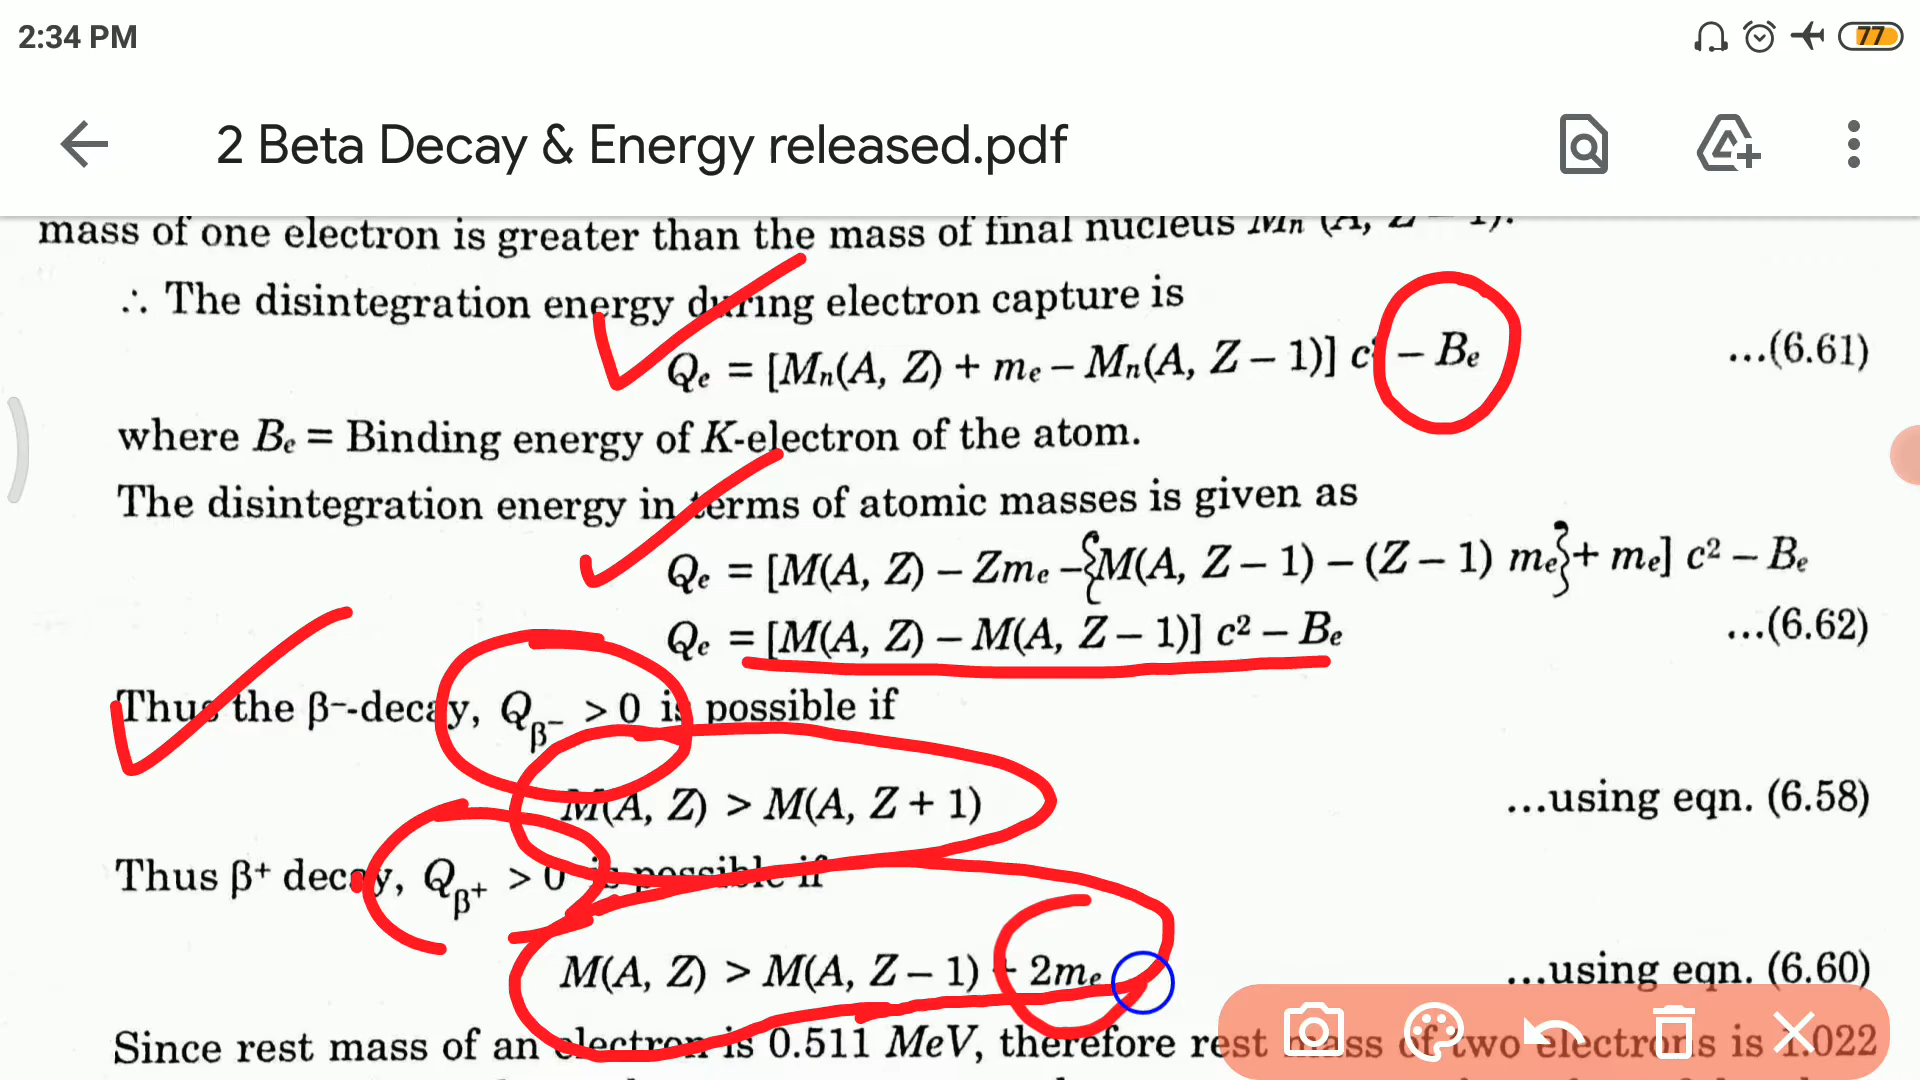 2:34 PM
77
2 Beta Decay & Energy released.pdf
mass of one electron is greater than the mass of final nucleus Mn (A, Z − 1).
∴ The disintegration energy during electron capture is
Qe = [Mn(A, Z) + me – Mn(A, Z – 1)] c² – Be ...(6.61)
where Be = Binding energy of K-electron of the atom.
The disintegration energy in terms of atomic masses is given as
Qe = [M(A, Z) – Zme –{M(A, Z – 1) – (Z – 1) me}+ me] c² – Be
Qe = [M(A, Z) – M(A, Z – 1)] c² – Be ...(6.62)
Thus the β⁻-decay, Qβ⁻ > 0 is possible if
M(A, Z) > M(A, Z + 1) ...using eqn. (6.58)
Thus β⁺ decay, Qβ⁺ > 0 is possible if
M(A, Z) > M(A, Z – 1) + 2me ...using eqn. (6.60)
Since rest mass of an electron is 0.511 MeV, therefore rest mass of two electrons is 1.022